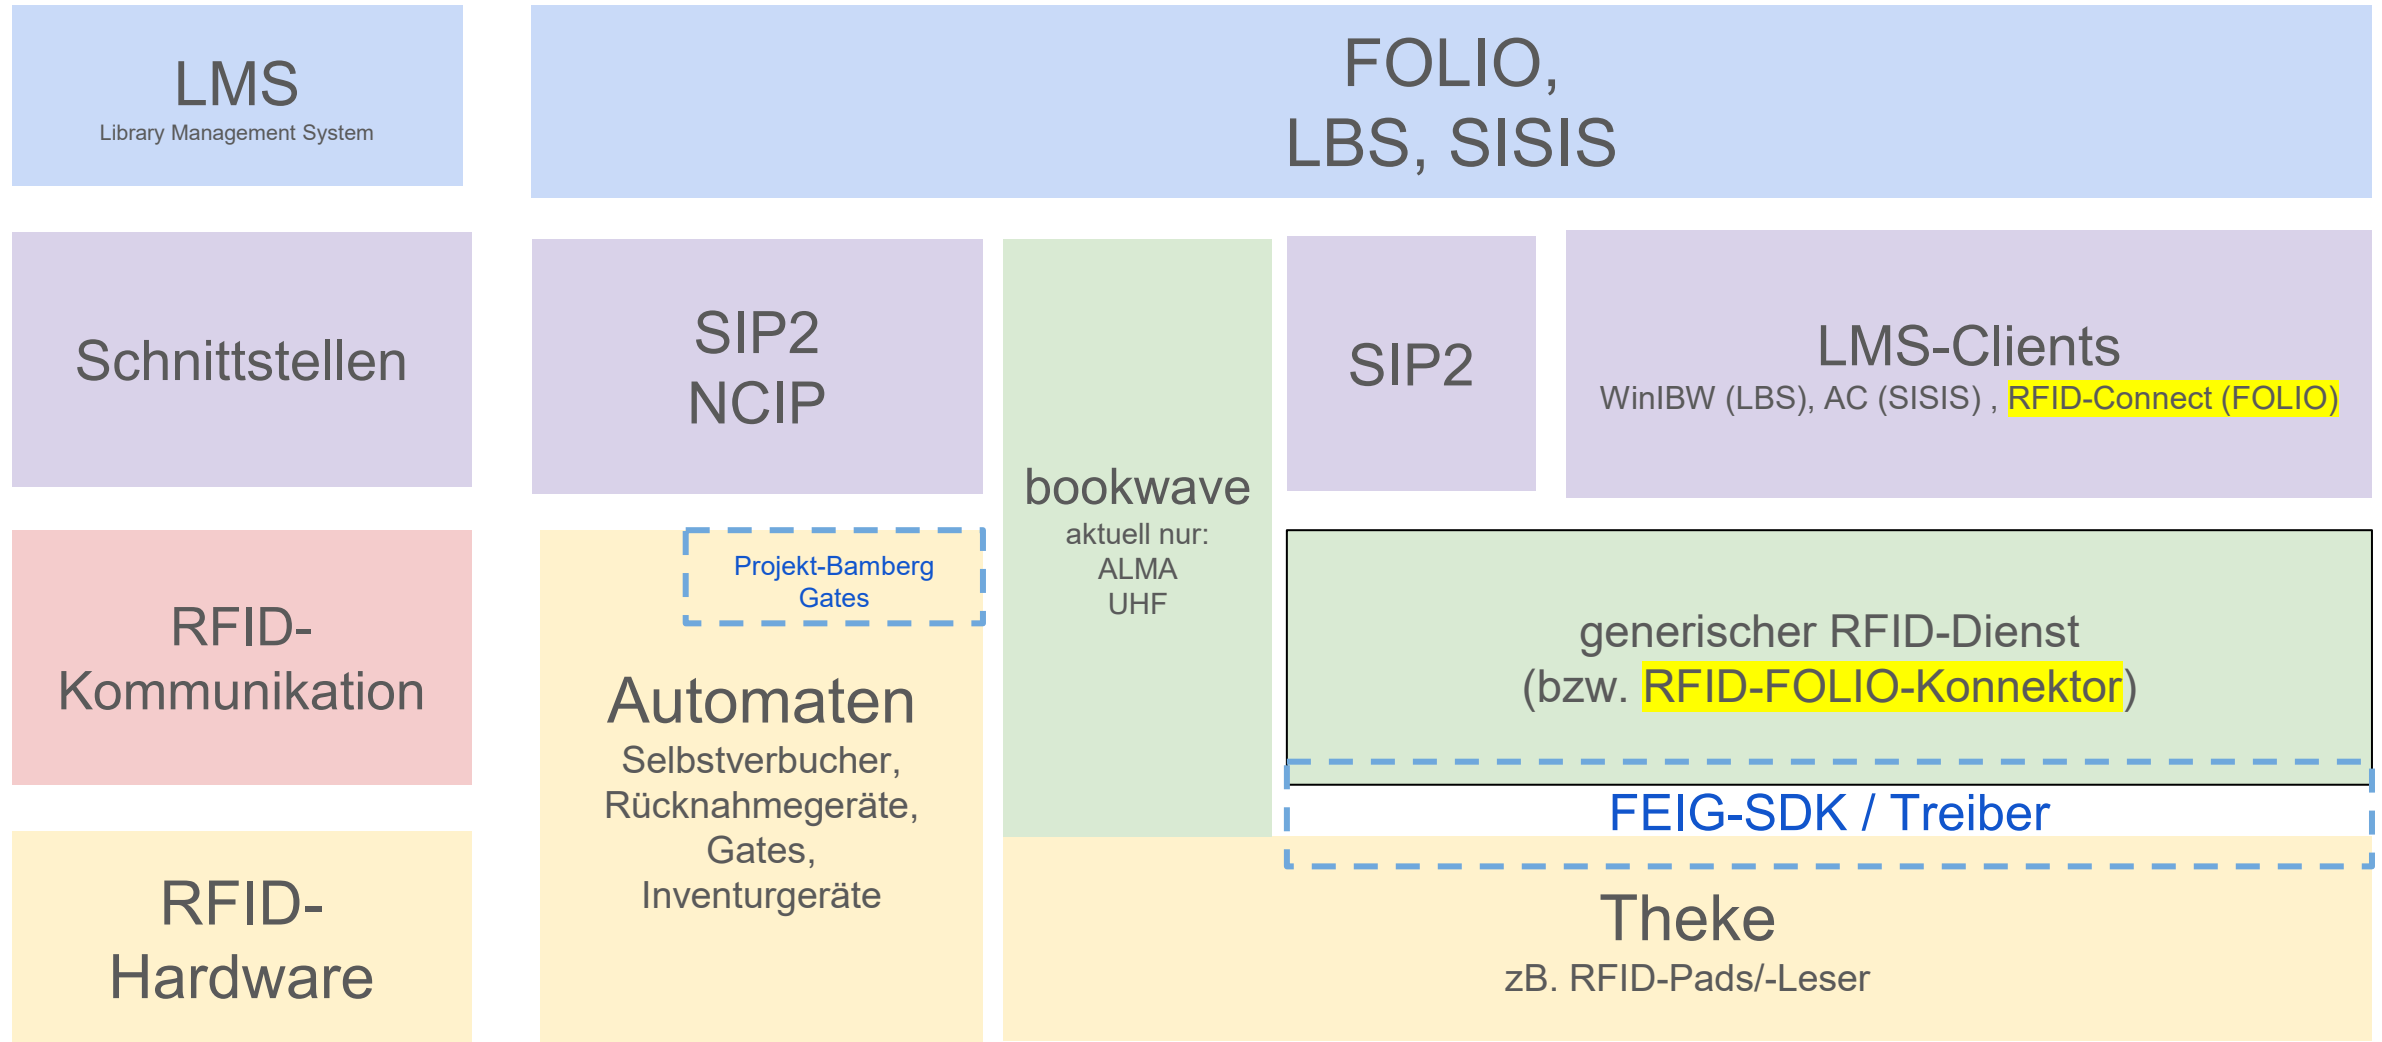 LMS
Library Management System
FOLIO,
LBS, SISIS
Schnittstellen
SIP2
NCIP
bookwave
aktuell nur:
ALMA
UHF
SIP2
LMS-Clients
WinIBW (LBS), AC (SISIS) , RFID-Connect (FOLIO)
RFID-
Kommunikation
Projekt-Bamberg
Gates
Automaten
Selbstverbucher,
Rücknahmegeräte,
Gates,
Inventurgeräte
generischer RFID-Dienst
(bzw. RFID-FOLIO-Konnektor)
FEIG-SDK / Treiber
RFID-
Hardware
Theke
zB. RFID-Pads/-Leser